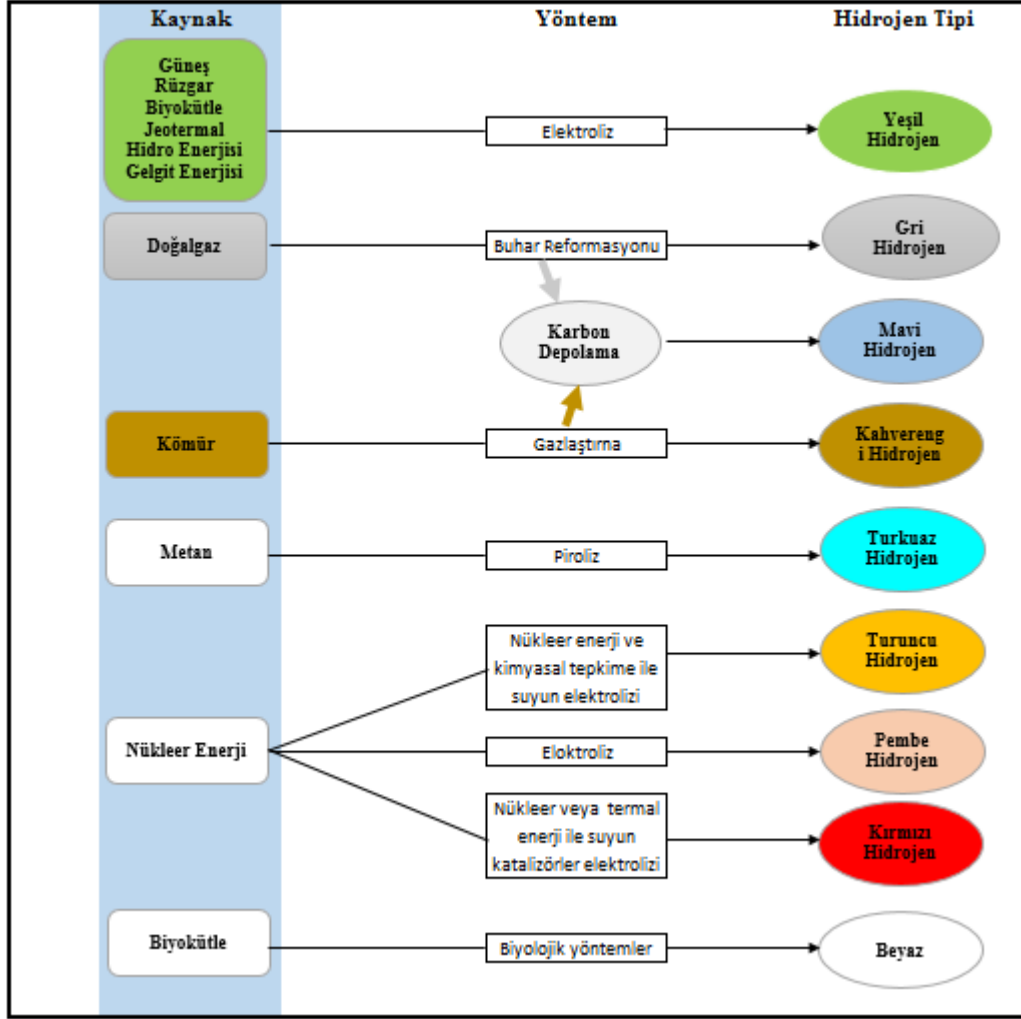 Kaynak Yöntem Hidrojen Tipi
Güneş
Rüzgar
Biyokütle
Jeotermal
Hidro Enerjisi
Gelgit Enerjisi
Elektroliz
Yeşil
Hidrojen
Doğalgaz
Buhar Reformasyonu
Gri
Hidrojen
Karbon
Depolama
Mavi
Hidrojen
Kömür
Gazlaştırna
Kahvereng
i Hidrojen
Metan
Piroliz
Turkuaz
Hidrojen
Nükleer Enerji
Nükleer enerji ve
kimyasal tepkime ile
suyun elektrolizi
Turuncu
Hidrojen
Eloktroliz
Pembe
Hidrojen
Nükleer veya termal
enerji ile suyun
katalizörler elektrolizi
Kırmızı
Hidrojen
Biyokütle
Biyolojik yöntemler
Beyaz